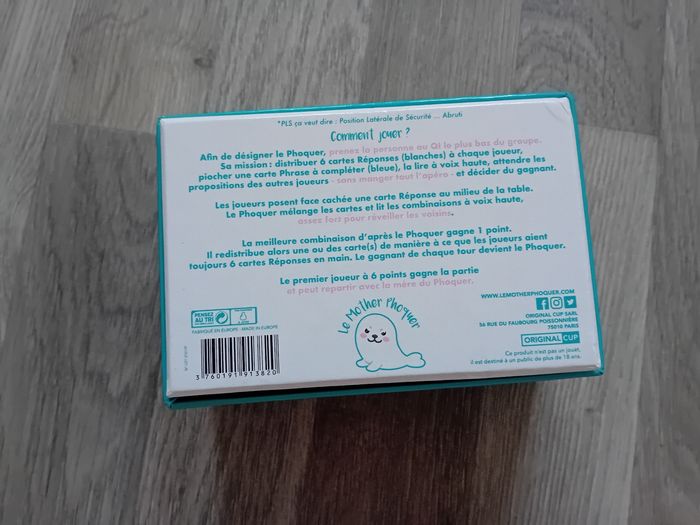 *PLS ça veut dire : Position Latérale de Sécurité ... Abruti
Comment jouer ?
Afin de désigner le Phoquer, prenez la personne au QI le plus bas du groupe.
Sa mission : distribuer 6 cartes Réponses (blanches) à chaque joueur,
piocher une carte Phrase à compléter (bleue), la lire à voix haute, attendre les
propositions des autres joueurs - sans manger tout l'apéro - et décider du gagnant.
Les joueurs posent face cachée une carte Réponse au milieu de la table.
Le Phoquer mélange les cartes et lit les combinaisons à voix haute,
assez fort pour réveiller les voisins.
La meilleure combinaison d'après le Phoquer gagne 1 point.
Il redistribue alors une ou des carte(s) de manière à ce que les joueurs aient
toujours 6 cartes Réponses en main. Le gagnant de chaque tour devient le Phoquer.
Le premier joueur à 6 points gagne la partie
et peut repartir avec la mère du Phoquer.
PENSEZ
AU TRI
FABRIQUÉ EN EUROPE - MADE IN EUROPE
3 760191 913820
Le Mother Phoquer
WWW.LEMOTHERPHOQUER.COM
ORIGINAL CUP SARL
56 RUE DU FAUBOURG POISSONNIÈRE
75010 PARIS
ORIGINAL CUP
Ce produit n'est pas un jouet,
il est destiné à un public de plus de 18 ans.